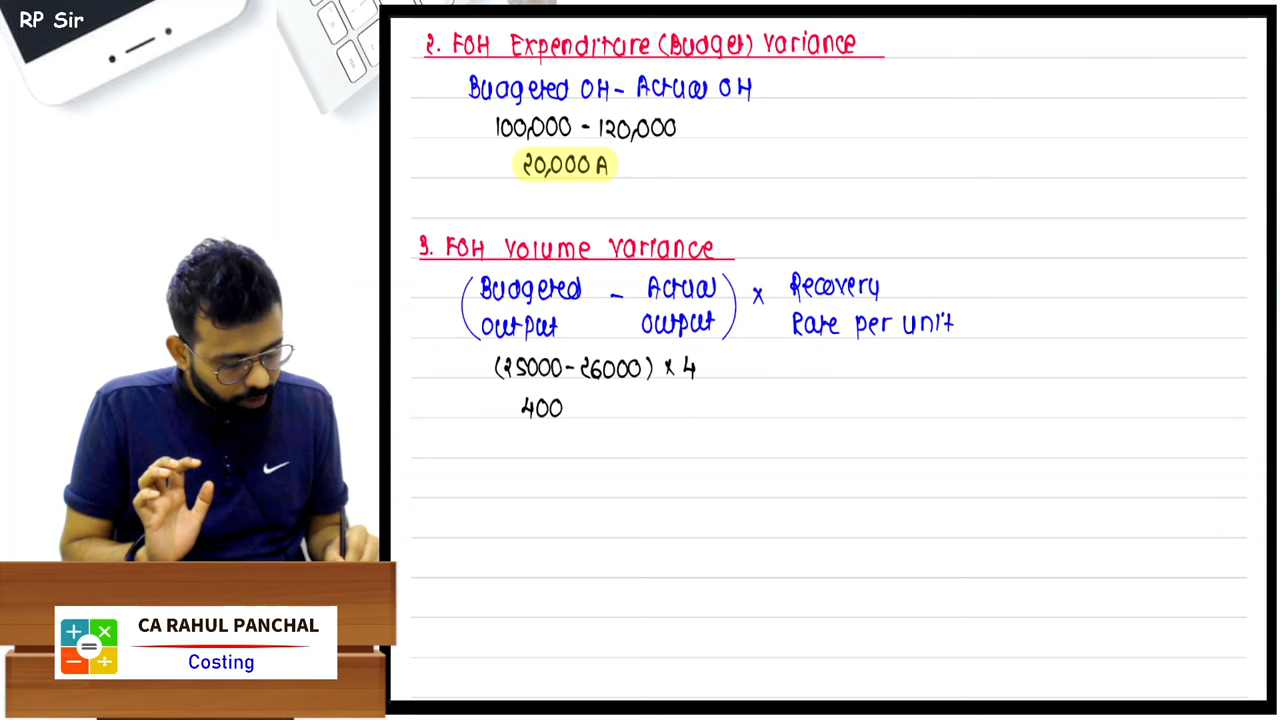 RP Sir
2. FOH Expenditure (Budget) Variance
Budgeted OH - Actual OH
100,000 - 120,000
20,000 A
3. FOH Volume Variance
(Budgeted - Actual) × Recovery
Output Output Rate per unit
(25000 - 26000) × 4
400
CA RAHUL PANCHAL
Costing